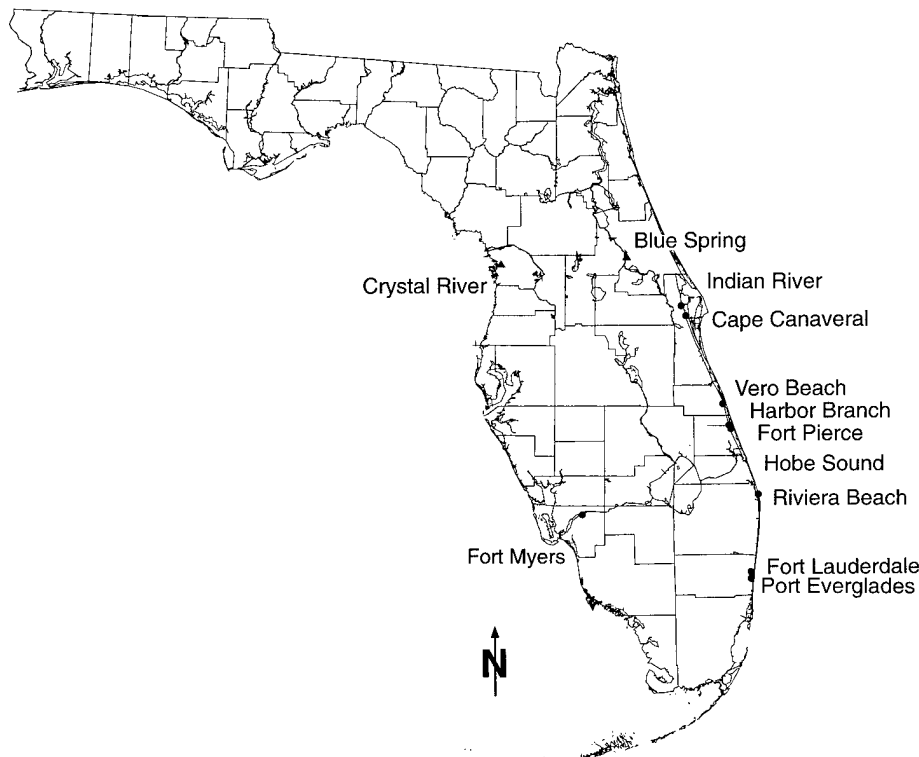 Blue Spring
Indian River
Crystal River
Cape Canaveral
Vero Beach
Harbor Branch
Fort Pierce
Hobe Sound
Riviera Beach
Fort Myers
Fort Lauderdale
Port Everglades
N